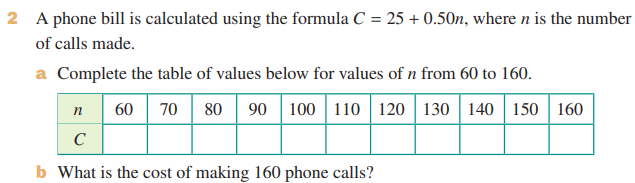 2 A phone bill is calculated using the formula C = 25 + 0.50n, where n is the number
of calls made.
a Complete the table of values below for values of n from 60 to 160.
n 60 70 80 90 100 110 120 130 140 150 160
C
b What is the cost of making 160 phone calls?